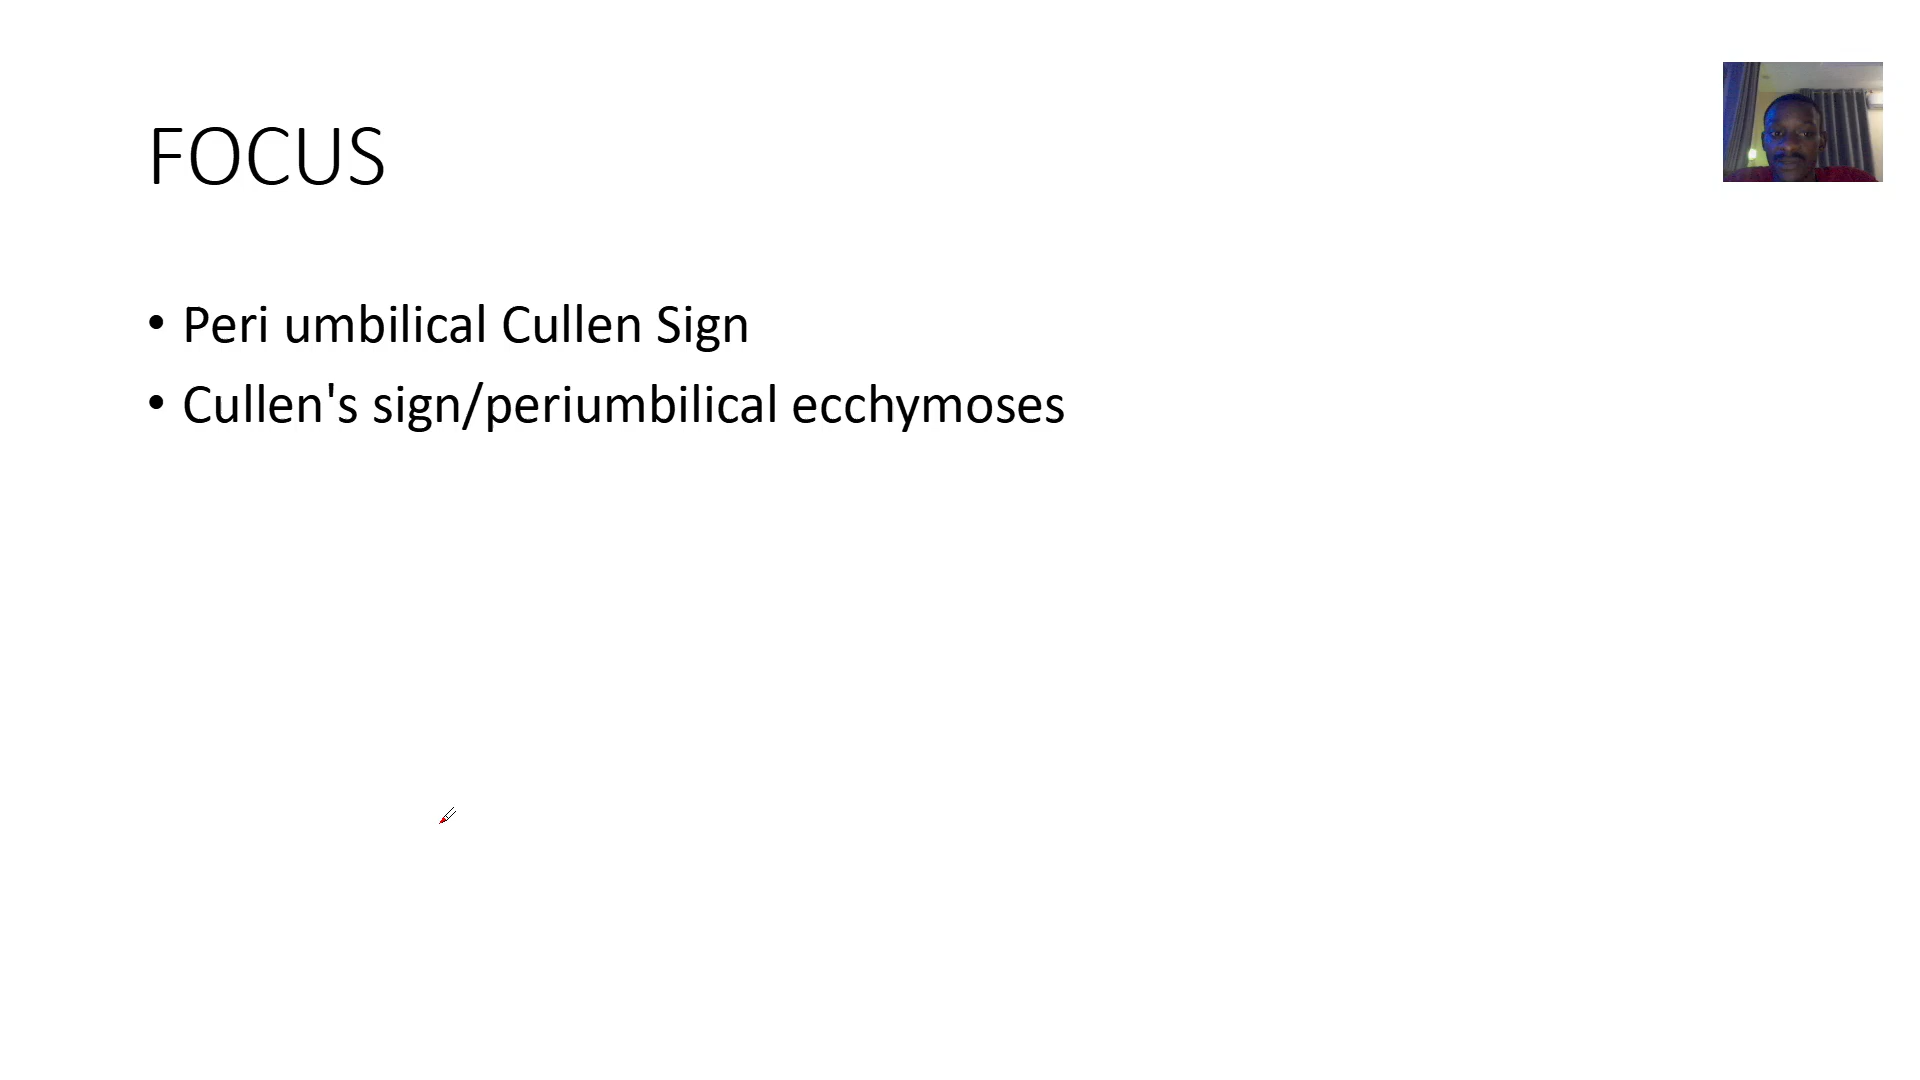 FOCUS
• Peri umbilical Cullen Sign
• Cullen's sign/periumbilical ecchymoses